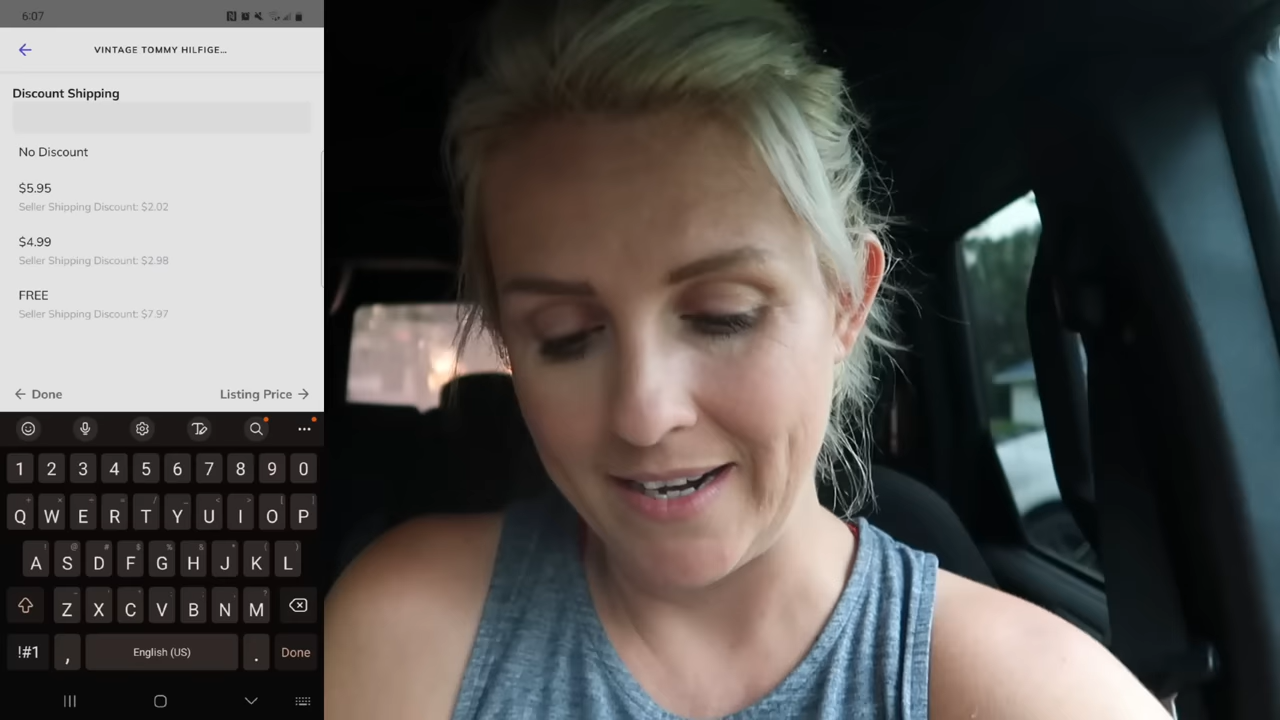 6:07
VINTAGE TOMMY HILFIGE...
Discount Shipping
No Discount
$5.95
Seller Shipping Discount: $2.02
$4.99
Seller Shipping Discount: $2.98
FREE
Seller Shipping Discount: $7.97
Done
Listing Price
1 2 3 4 5 6 7 8 9 0
Q W E R T Y U I O P
A S D F G H J K L
Z X C V B N M
!#1 , English (US) . Done